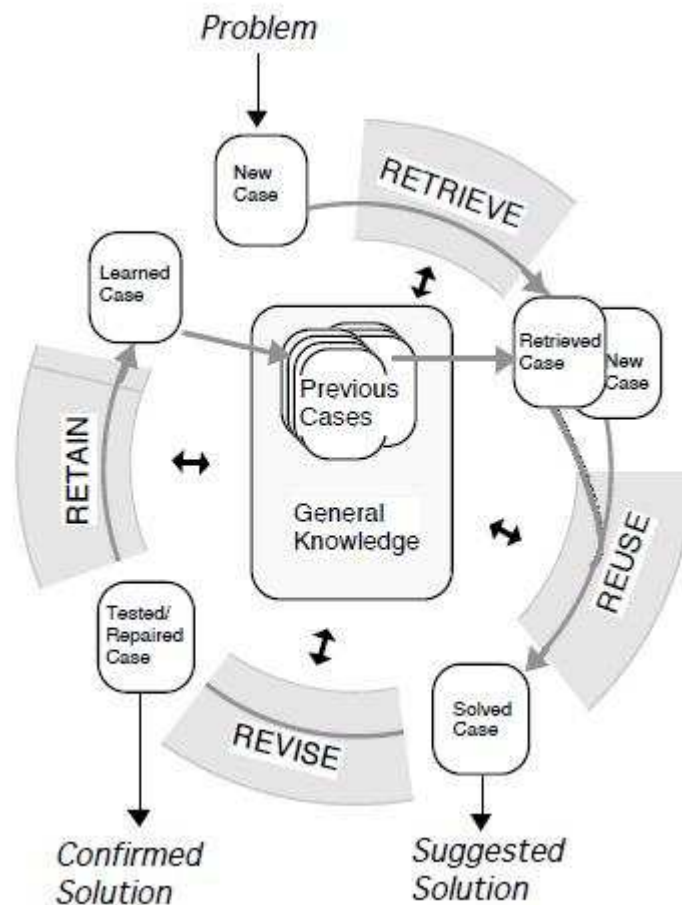 Problem
New
Case
RETRIEVE
Learned
Case
Retrieved
Case
New
Case
Previous
Cases
RETAIN
General
Knowledge
REUSE
Tested/
Repaired
Case
REVISE
Solved
Case
Confirmed
Solution
Suggested
Solution